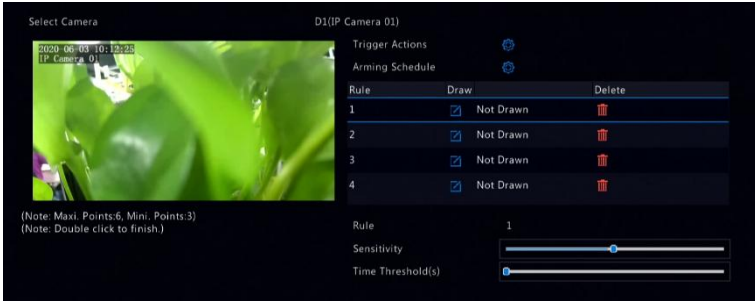 Select Camera D1(IP Camera 01)
2020-06-03 10:12:25
IP Camera 01
Trigger Actions
Arming Schedule
Rule Draw Delete
1 Not Drawn
2 Not Drawn
3 Not Drawn
4 Not Drawn
(Note: Maxi. Points:6, Mini. Points:3)
(Note: Double click to finish.)
Rule 1
Sensitivity
Time Threshold(s)